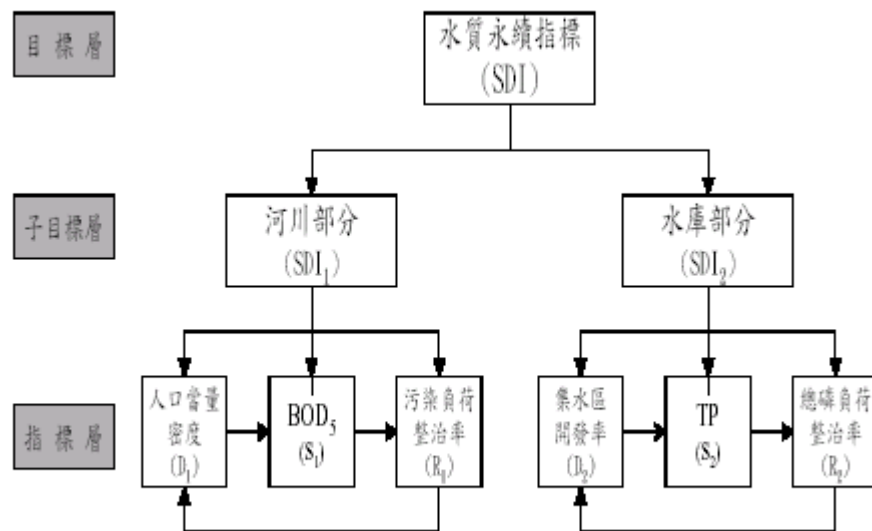 目標層
水質永續指標
(SDI)
子目標層
河川部分
(SDI₁)
水庫部分
(SDI₂)
指標層
人口當量
密度
(D₁)
BOD₅
(S₁)
污染負荷
整治率
(R₁)
集水區
開發率
(D₂)
TP
(S₂)
總磷負荷
整治率
(R₂)